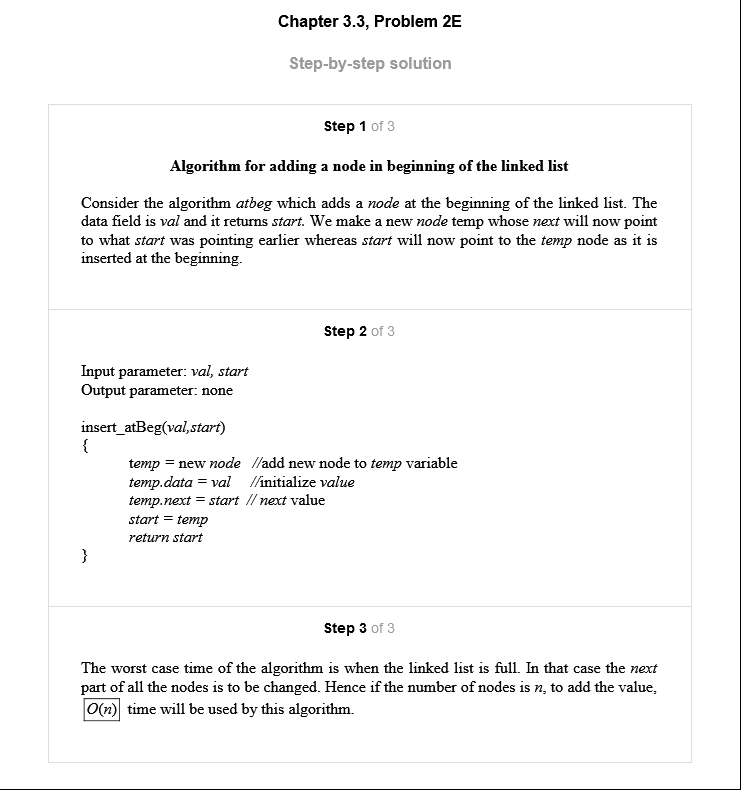 Chapter 3.3, Problem 2E
Step-by-step solution
Step 1 of 3
Algorithm for adding a node in beginning of the linked list
Consider the algorithm atbeg which adds a node at the beginning of the linked list. The
data field is val and it returns start. We make a new node temp whose next will now point
to what start was pointing earlier whereas start will now point to the temp node as it is
inserted at the beginning.
Step 2 of 3
Input parameter: val, start
Output parameter: none
insert_atBeg(val,start)
{
temp = new node //add new node to temp variable
temp.data = val //initialize value
temp.next = start // next value
start = temp
return start
}
Step 3 of 3
The worst case time of the algorithm is when the linked list is full. In that case the next
part of all the nodes is to be changed. Hence if the number of nodes is n, to add the value,
O(n) time will be used by this algorithm.